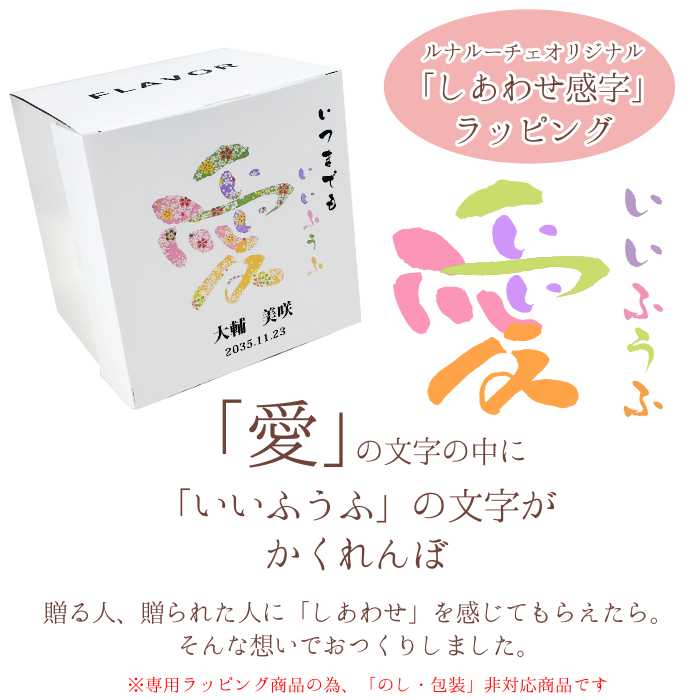 ルナルーチェオリジナル
「しあわせ感字」
ラッピング
FLAVOR
いつまでも
いいふうふ
愛
大輔 美咲
2035.11.23
愛
いいふうふ
「愛」の文字の中に
「いいふうふ」の文字が
かくれんぼ
贈る人、贈られた人に「しあわせ」を感じてもらえたら。
そんな想いでおつくりしました。
※専用ラッピング商品の為、「のし・包装」非対応商品です